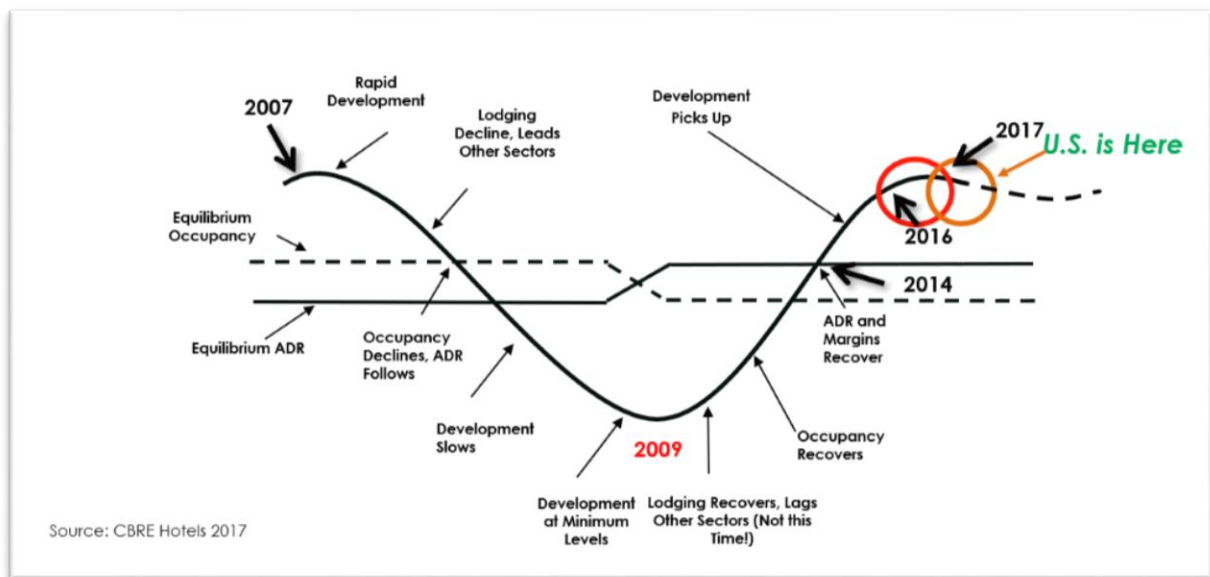 Rapid
Development
2007
Lodging
Decline, Leads
Other Sectors
Development
Picks Up
2017
U.S. is Here
Equilibrium
Occupancy
2016
2014
Equilibrium ADR
Occupancy
Declines, ADR
Follows
ADR and
Margins
Recover
Development
Slows
2009
Occupancy
Recovers
Development
at Minimum
Levels
Lodging Recovers, Lags
Other Sectors (Not this
Time!)
Source: CBRE Hotels 2017